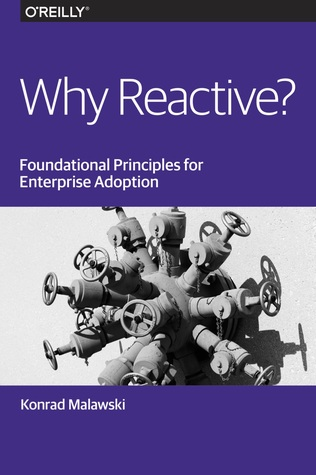 O'REILLY®
Why Reactive?
Foundational Principles for
Enterprise Adoption
Konrad Malawski